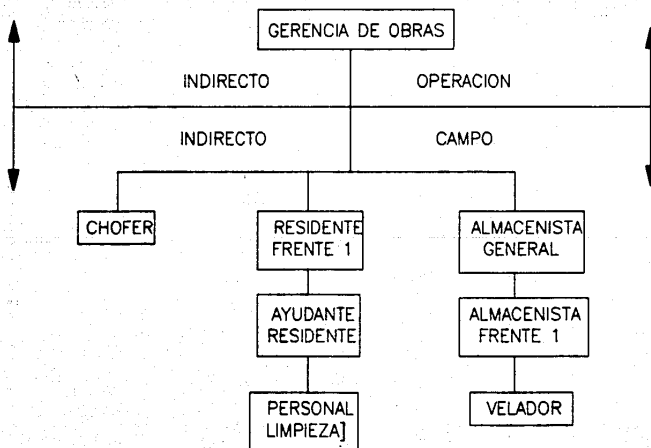 GERENCIA DE OBRAS
INDIRECTO OPERACION
INDIRECTO CAMPO
CHOFER
RESIDENTE
FRENTE 1
ALMACENISTA
GENERAL
AYUDANTE
RESIDENTE
ALMACENISTA
FRENTE 1
PERSONAL
LIMPIEZA]
VELADOR